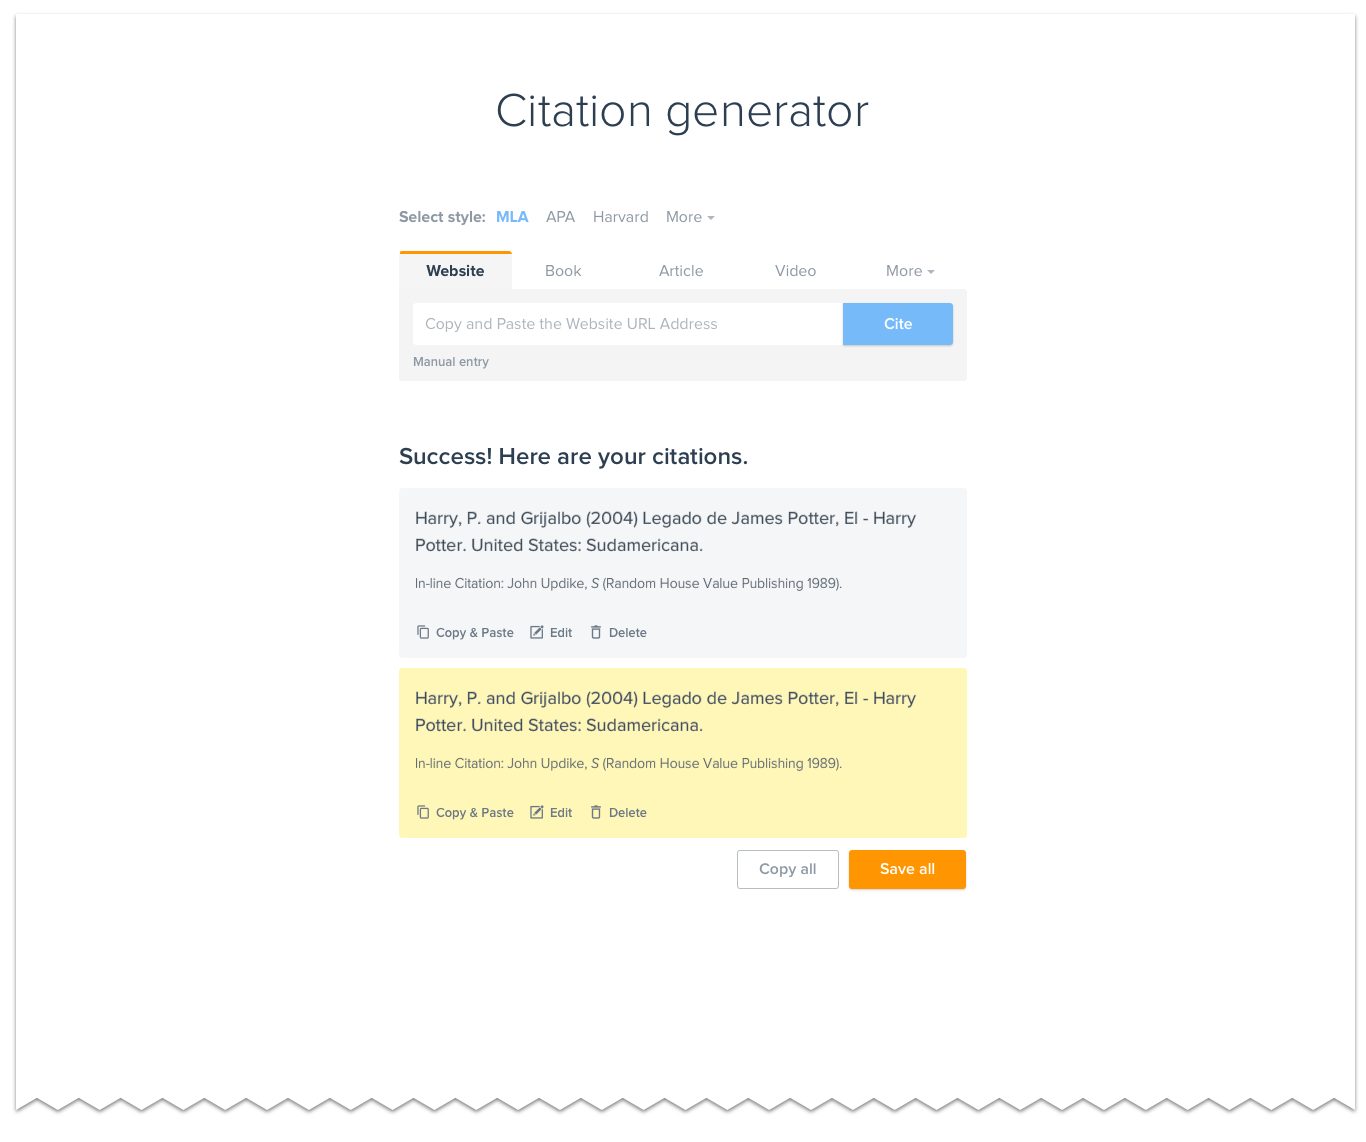 Citation generator
Select style: MLA APA Harvard More
Website Book Article Video More
Copy and Paste the Website URL Address Cite
Manual entry
Success! Here are your citations.
Harry, P. and Grijalbo (2004) Legado de James Potter, El - Harry
Potter. United States: Sudamericana.
In-line Citation: John Updike, S (Random House Value Publishing 1989).
Copy & Paste Edit Delete
Harry, P. and Grijalbo (2004) Legado de James Potter, El - Harry
Potter. United States: Sudamericana.
In-line Citation: John Updike, S (Random House Value Publishing 1989).
Copy & Paste Edit Delete
Copy all Save all